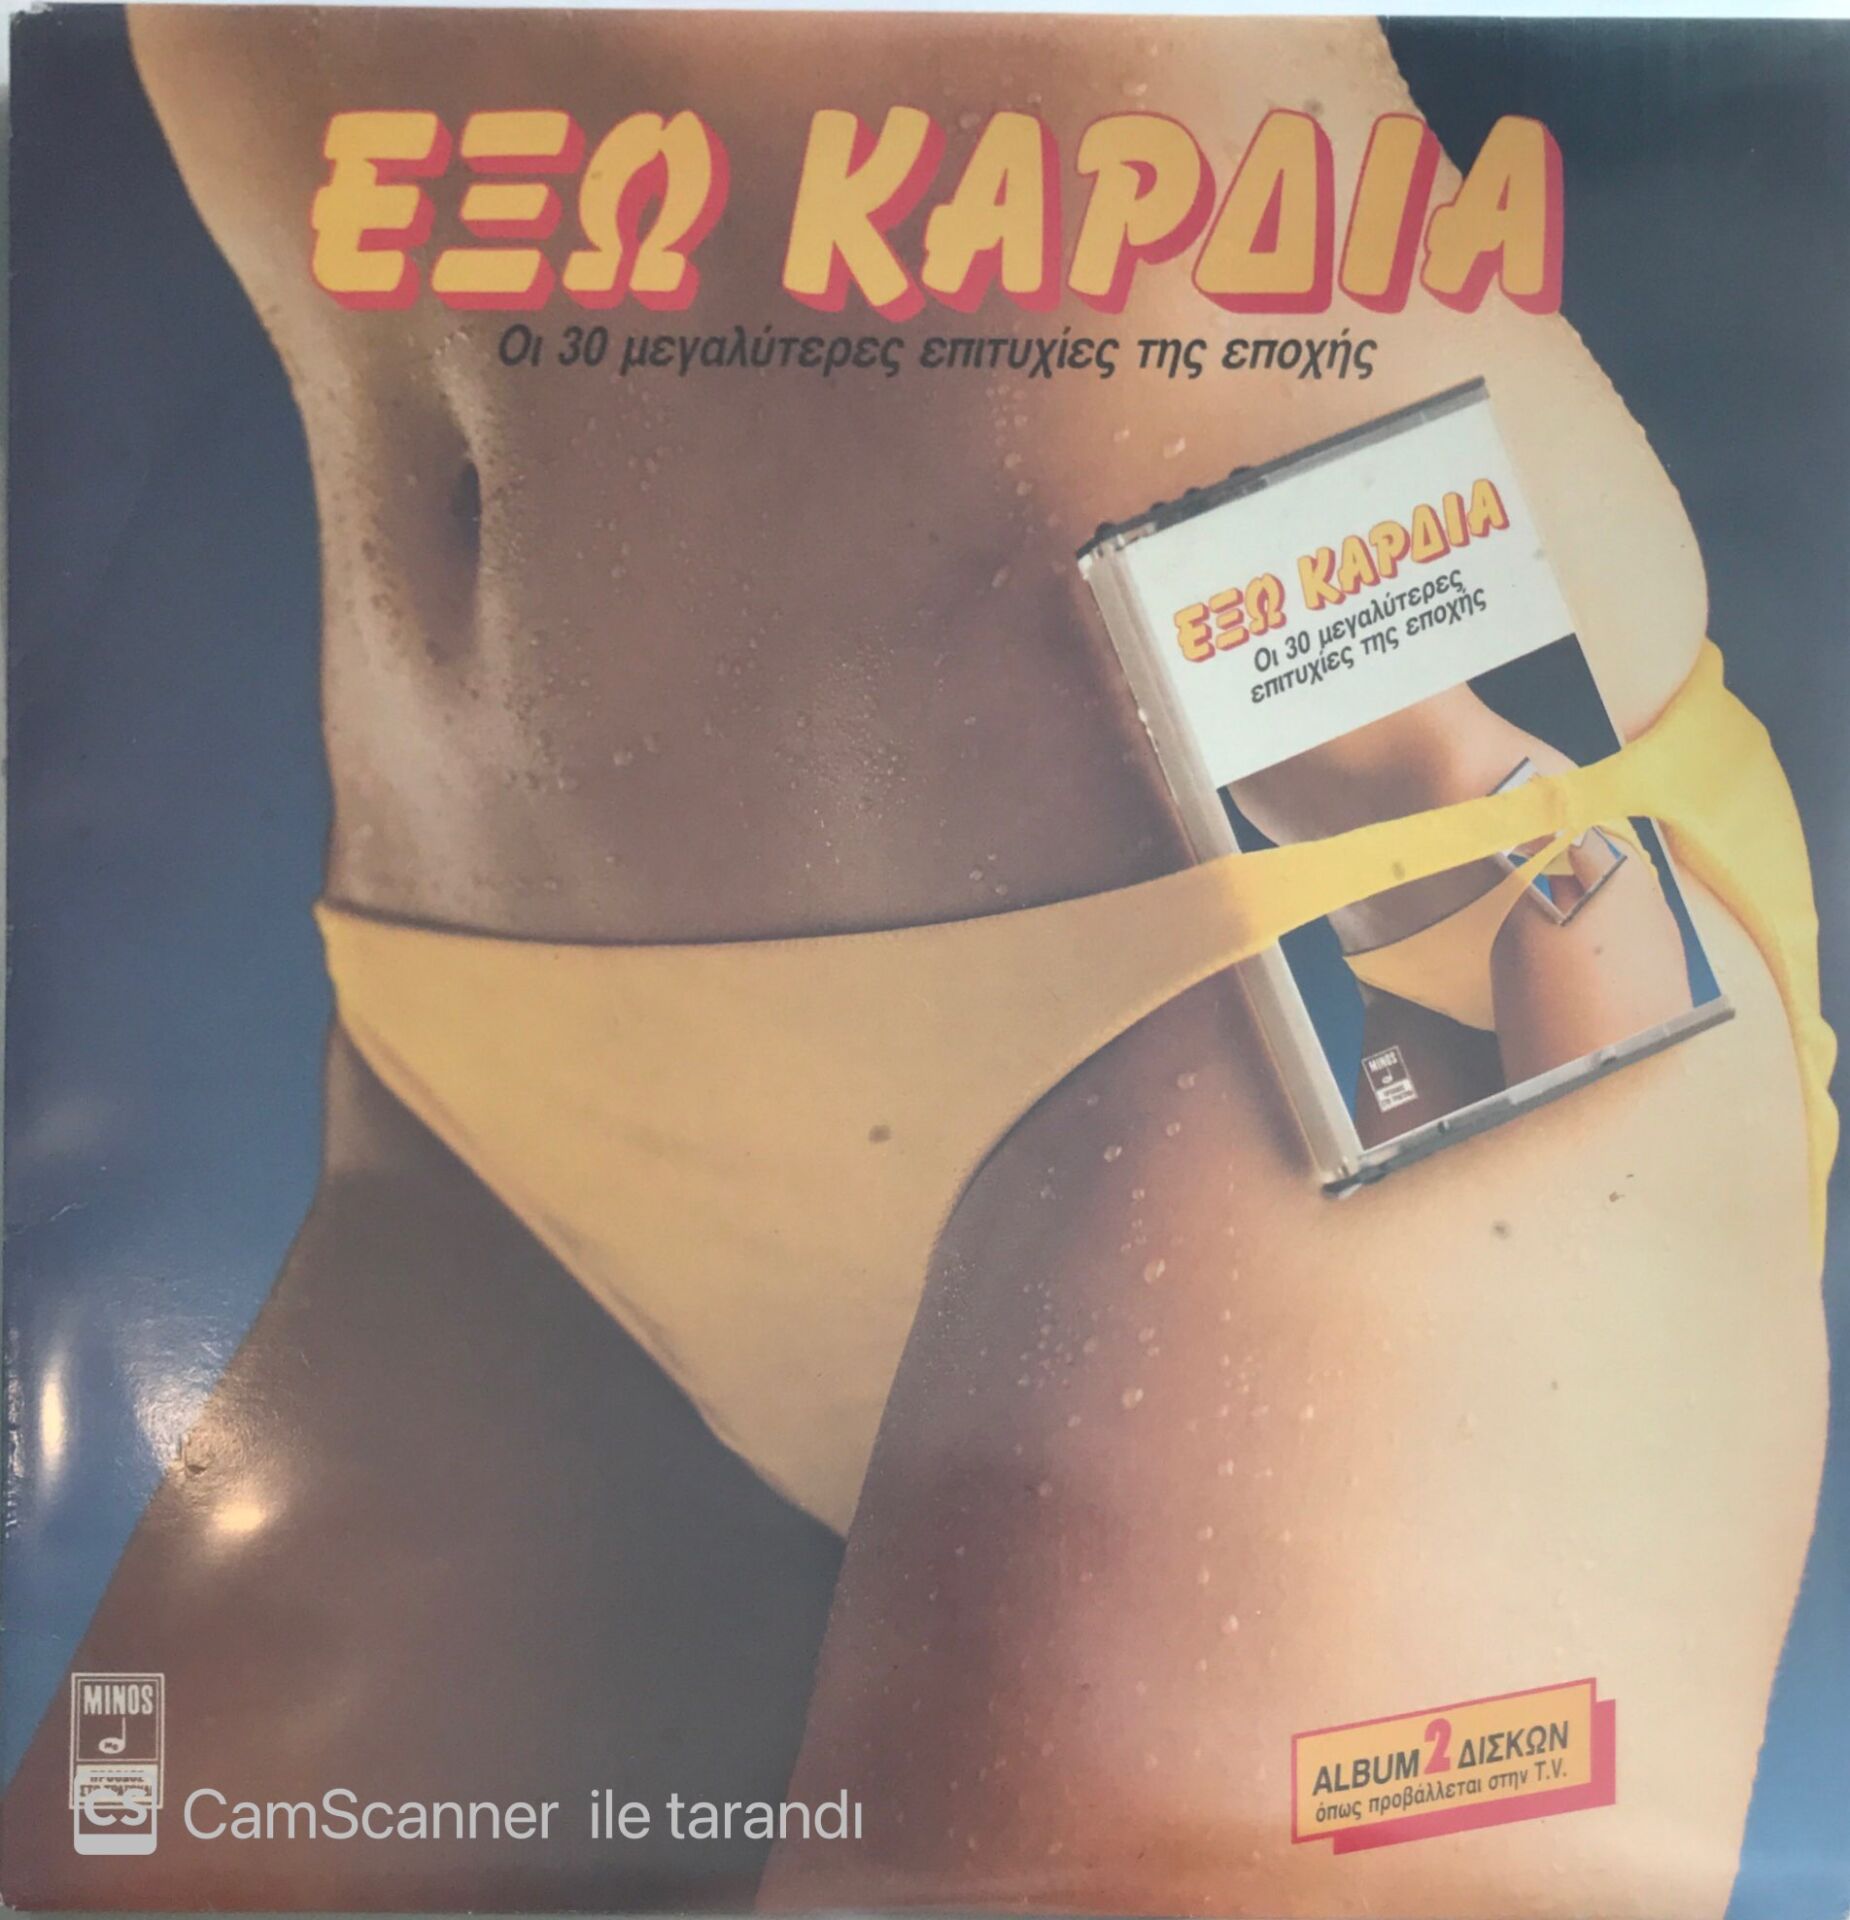 ΕΞΩ ΚΑΡΔΙΑ
Οι 30 μεγαλύτερες επιτυχίες της εποχής
ΕΞΩ ΚΑΡΔΙΑ
Οι 30 μεγαλύτερες
επιτυχίες της εποχής
MINOS
MINOS
ALBUM 2 ΔΙΣΚΩΝ
όπως προβάλλεται στην T.V.
CS CamScanner ile tarandı